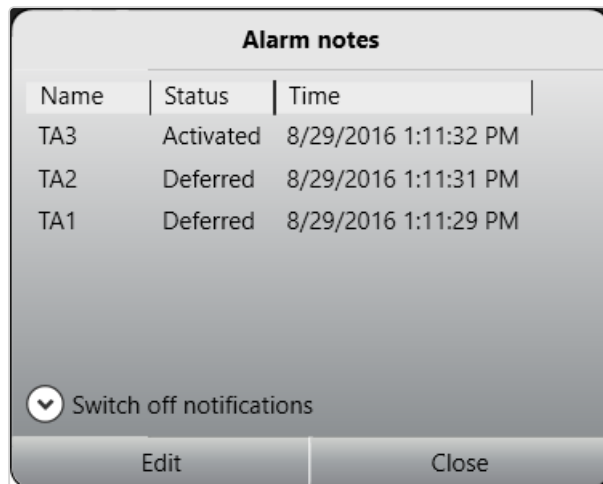 Alarm notes
Name Status Time
TA3 Activated 8/29/2016 1:11:32 PM
TA2 Deferred 8/29/2016 1:11:31 PM
TA1 Deferred 8/29/2016 1:11:29 PM
Switch off notifications
Edit Close